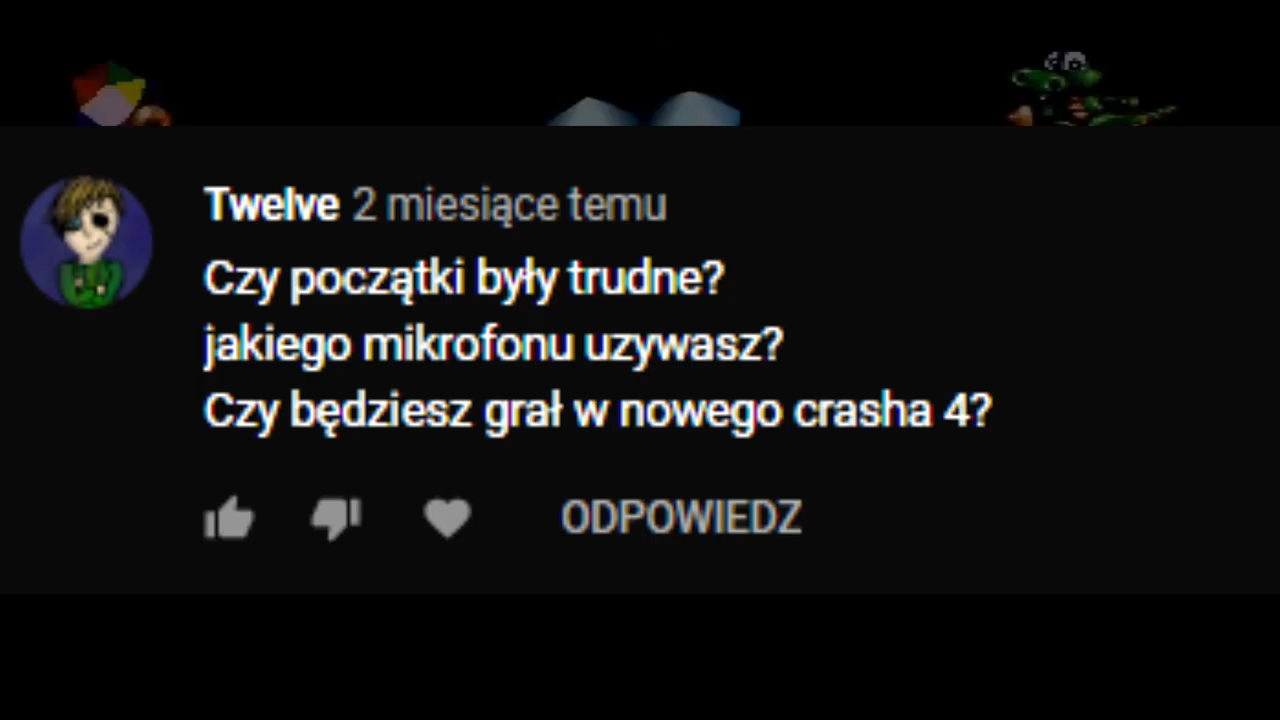 Twelve 2 miesiące temu
Czy początki były trudne?
jakiego mikrofonu uzywasz?
Czy będziesz grał w nowego crasha 4?
ODPOWIEDZ